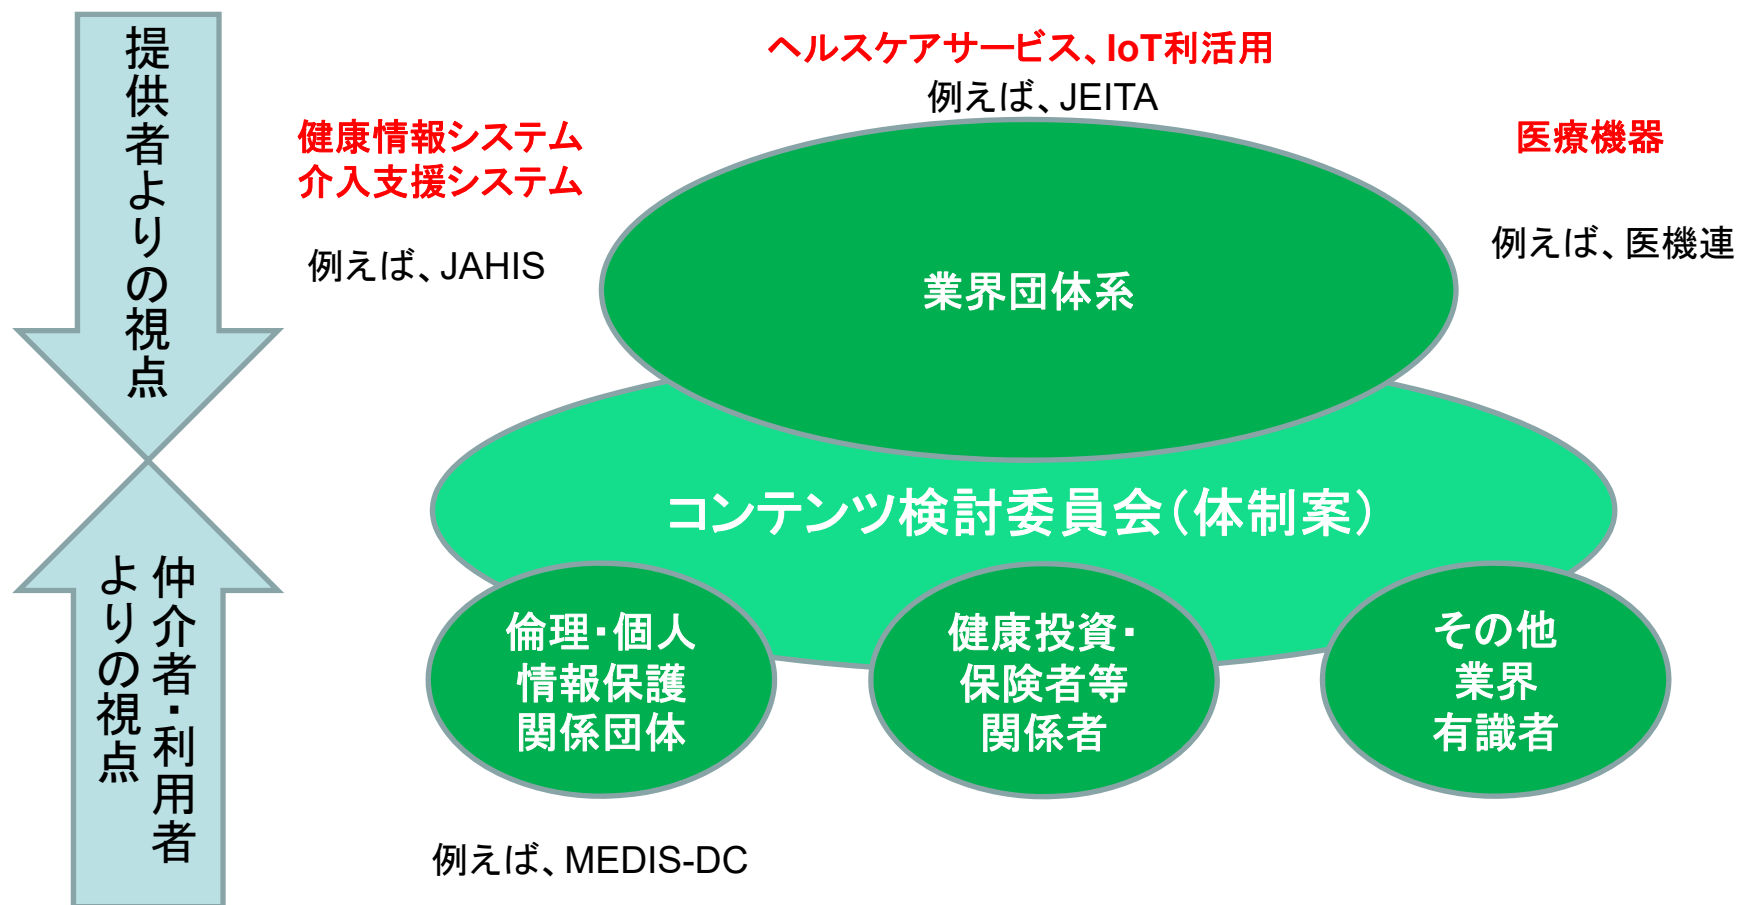 提供者よりの視点
ヘルスケアサービス、IoT利活用
例えば、JEITA
健康情報システム
介入支援システム
例えば、JAHIS
医療機器
例えば、医機連
業界団体系
コンテンツ検討委員会（体制案）
仲介者・利用者
よりの視点
倫理・個人
情報保護
関係団体
健康投資・
保険者等
関係者
その他
業界
有識者
例えば、MEDIS-DC